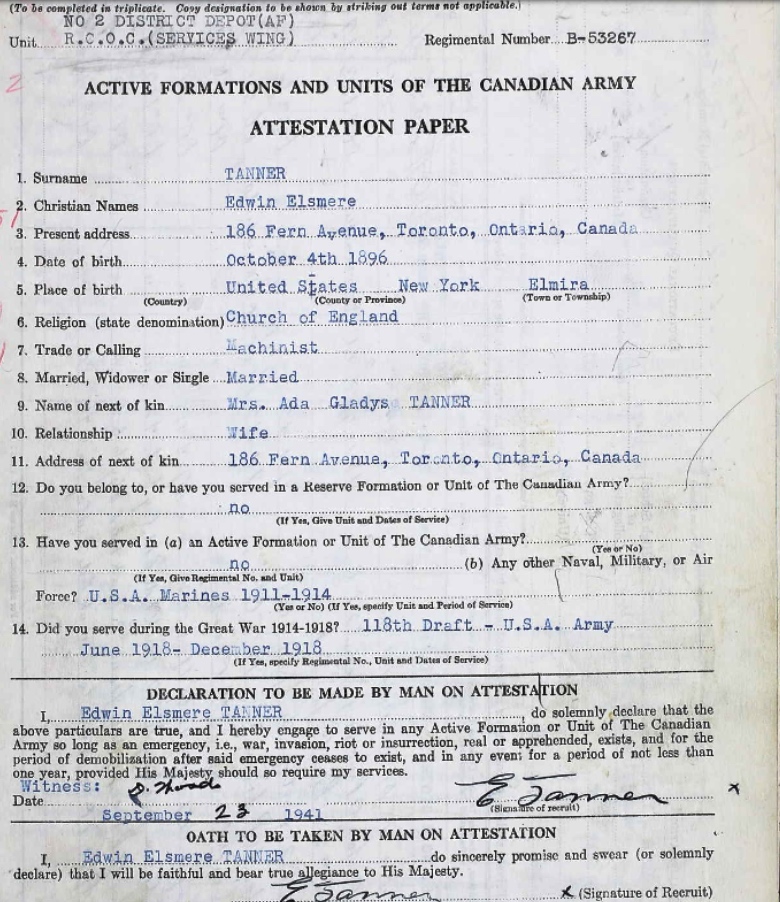 (To be completed in triplicate. Copy designation to be shown by striking out terms not applicable.)
NO 2 DISTRICT DEPOT(AF)
Unit R.C.O.C.(SERVICES WING) Regimental Number B-53267
2
ACTIVE FORMATIONS AND UNITS OF THE CANADIAN ARMY
ATTESTATION PAPER
1. Surname TANNER
2. Christian Names Edwin Elsmere
3. Present address 186 Fern Avenue, Toronto, Ontario, Canada
4. Date of birth October 4th 1896
5. Place of birth United States New York Elmira
(Country) (County or Province) (Town or Township)
6. Religion (state denomination) Church of England
7. Trade or Calling Machinist
8. Married, Widower or Single Married
9. Name of next of kin Mrs. Ada Gladys TANNER
10. Relationship : Wife
11. Address of next of kin 186 Fern Avenue, Toronto, Ontario, Canada
12. Do you belong to, or have you served in a Reserve Formation or Unit of The Canadian Army?
no
(If Yes, Give Unit and Dates of Service)
13. Have you served in (a) an Active Formation or Unit of The Canadian Army?
(Yes or No)
no (b) Any other Naval, Military, or Air
(If Yes, Give Regimental No. and Unit)
Force? U.S.A. Marines 1911-1914
(Yes or No) (If Yes, specify Unit and Period of Service)
14. Did you serve during the Great War 1914-1918? 118th Draft - U.S.A. Army
June 1918- December 1918
(If Yes, specify Regimental No., Unit and Dates of Service)
DECLARATION TO BE MADE BY MAN ON ATTESTATION
I, Edwin Elsmere TANNER, do solemnly declare that the
above particulars are true, and I hereby engage to serve in any Active Formation or Unit of The Canadian
Army so long as an emergency, i.e., war, invasion, riot or insurrection, real or apprehended, exists, and for the
period of demobilization after said emergency ceases to exist, and in any event for a period of not less than
one year, provided His Majesty should so require my services.
Witness: E Tanner x
Date (Signature of recruit)
September 23 1941
OATH TO BE TAKEN BY MAN ON ATTESTATION
I, Edwin Elsmere TANNER do sincerely promise and swear (or solemnly
declare) that I will be faithful and bear true allegiance to His Majesty.
E Tanner x (Signature of Recruit)